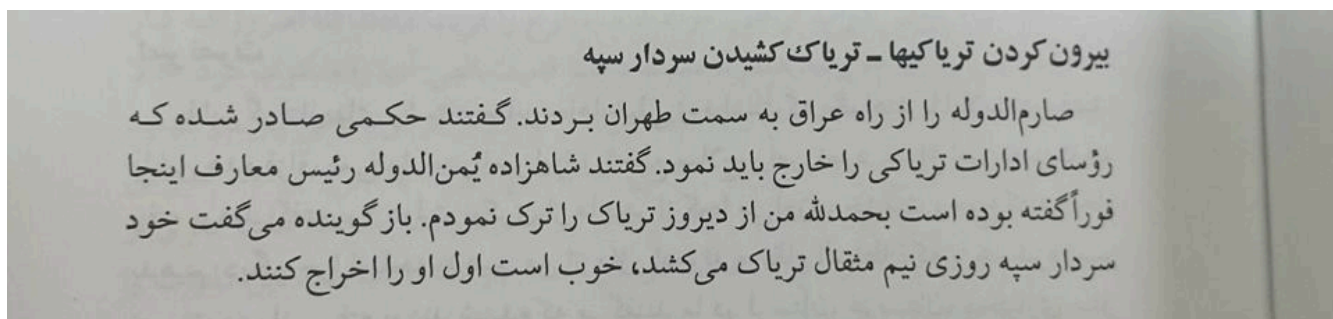 بیرون کردن تریاکیها ـ تریاک کشیدن سردار سپه
صارم‌الدوله را از راه عراق به سمت طهران بردند. گفتند حکمی صادر شده که
رؤسای ادارات تریاکی را خارج باید نمود. گفتند شاهزاده یُمن‌الدوله رئیس معارف اینجا
فوراً گفته بوده است بحمدلله من از دیروز تریاک را ترک نمودم. باز گوینده می‌گفت خود
سردار سپه روزی نیم مثقال تریاک می‌کشد، خوب است اول او را اخراج کنند.